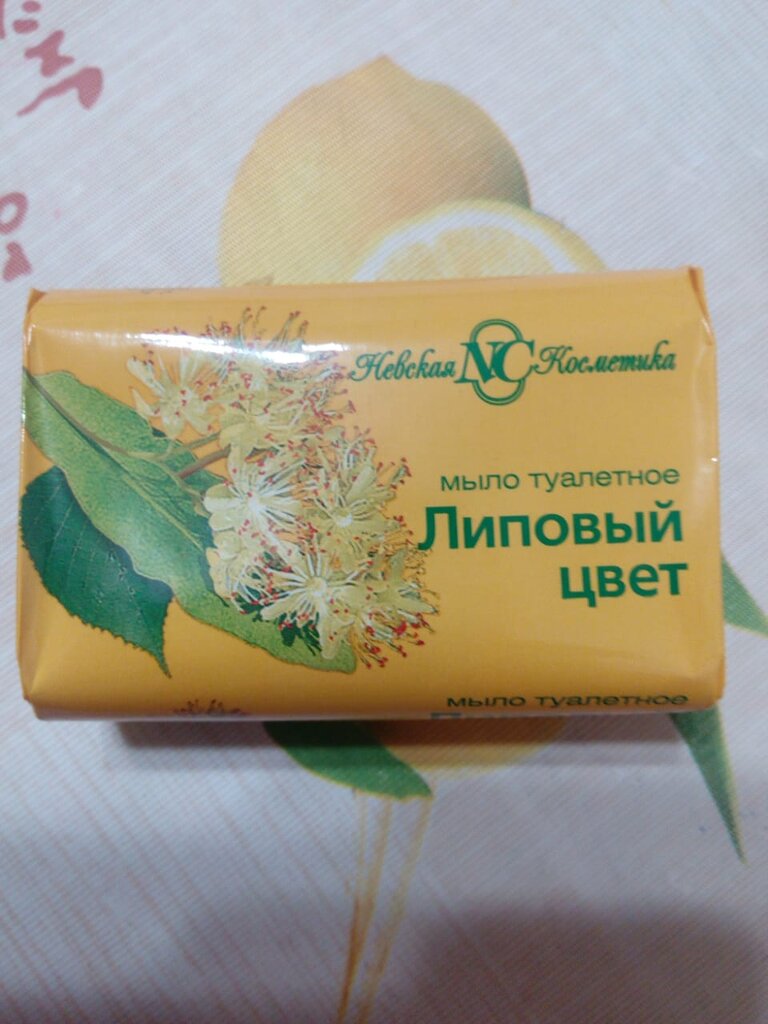 Невская NC Косметика
мыло туалетное
Липовый
цвет
мыло туалетное